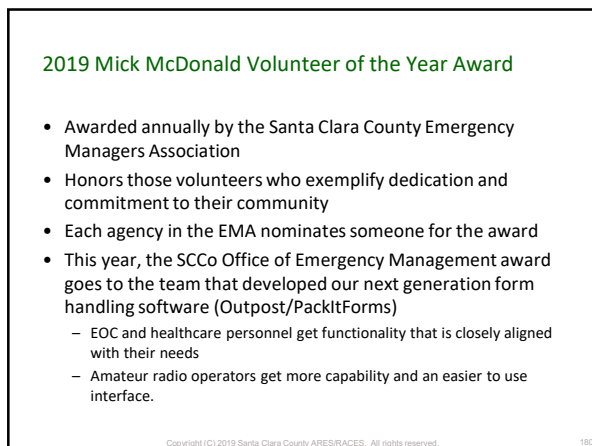 2019 Mick McDonald Volunteer of the Year Award
• Awarded annually by the Santa Clara County Emergency
Managers Association
• Honors those volunteers who exemplify dedication and
commitment to their community
• Each agency in the EMA nominates someone for the award
• This year, the SCCo Office of Emergency Management award
goes to the team that developed our next generation form
handling software (Outpost/PackItForms)
– EOC and healthcare personnel get functionality that is closely aligned
with their needs
– Amateur radio operators get more capability and an easier to use
interface.
Copyright (C) 2019 Santa Clara County ARES/RACES. All rights reserved.
180